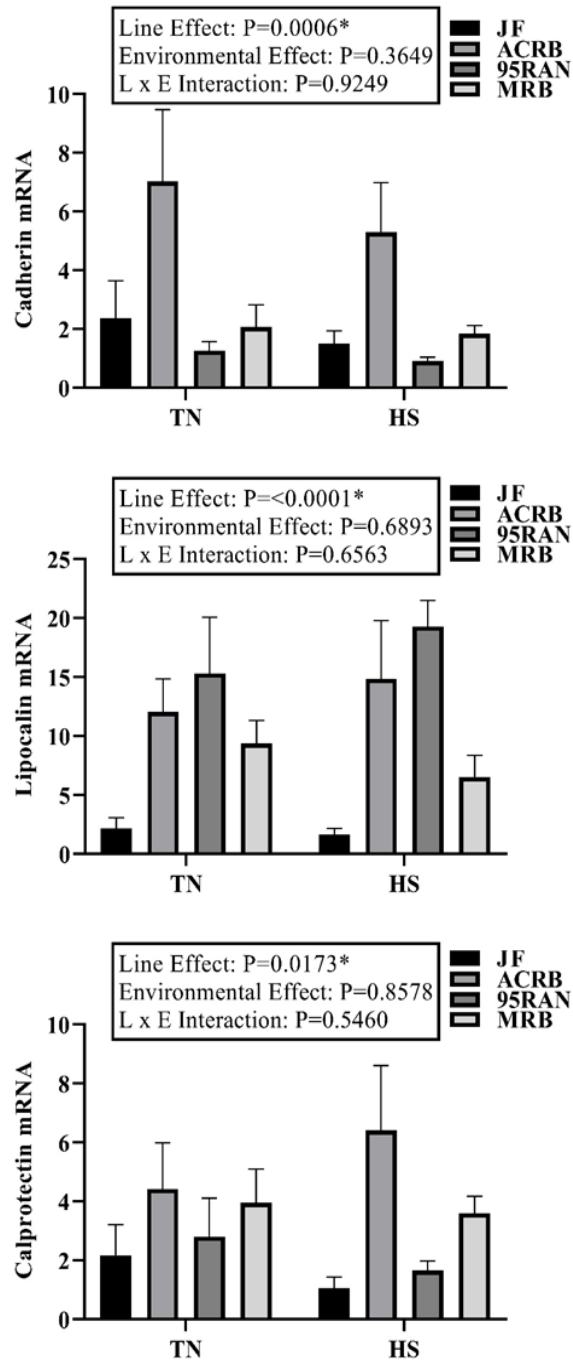 Line Effect: P=0.0006*
Environmental Effect: P=0.3649
L x E Interaction: P=0.9249
JF
ACRB
95RAN
MRB
Cadherin mRNA
10
8
6
4
2
0
TN
HS
Line Effect: P=<0.0001*
Environmental Effect: P=0.6893
L x E Interaction: P=0.6563
JF
ACRB
95RAN
MRB
Lipocalin mRNA
25
20
15
10
5
0
TN
HS
Line Effect: P=0.0173*
Environmental Effect: P=0.8578
L x E Interaction: P=0.5460
JF
ACRB
95RAN
MRB
Calprotectin mRNA
10
8
6
4
2
0
TN
HS